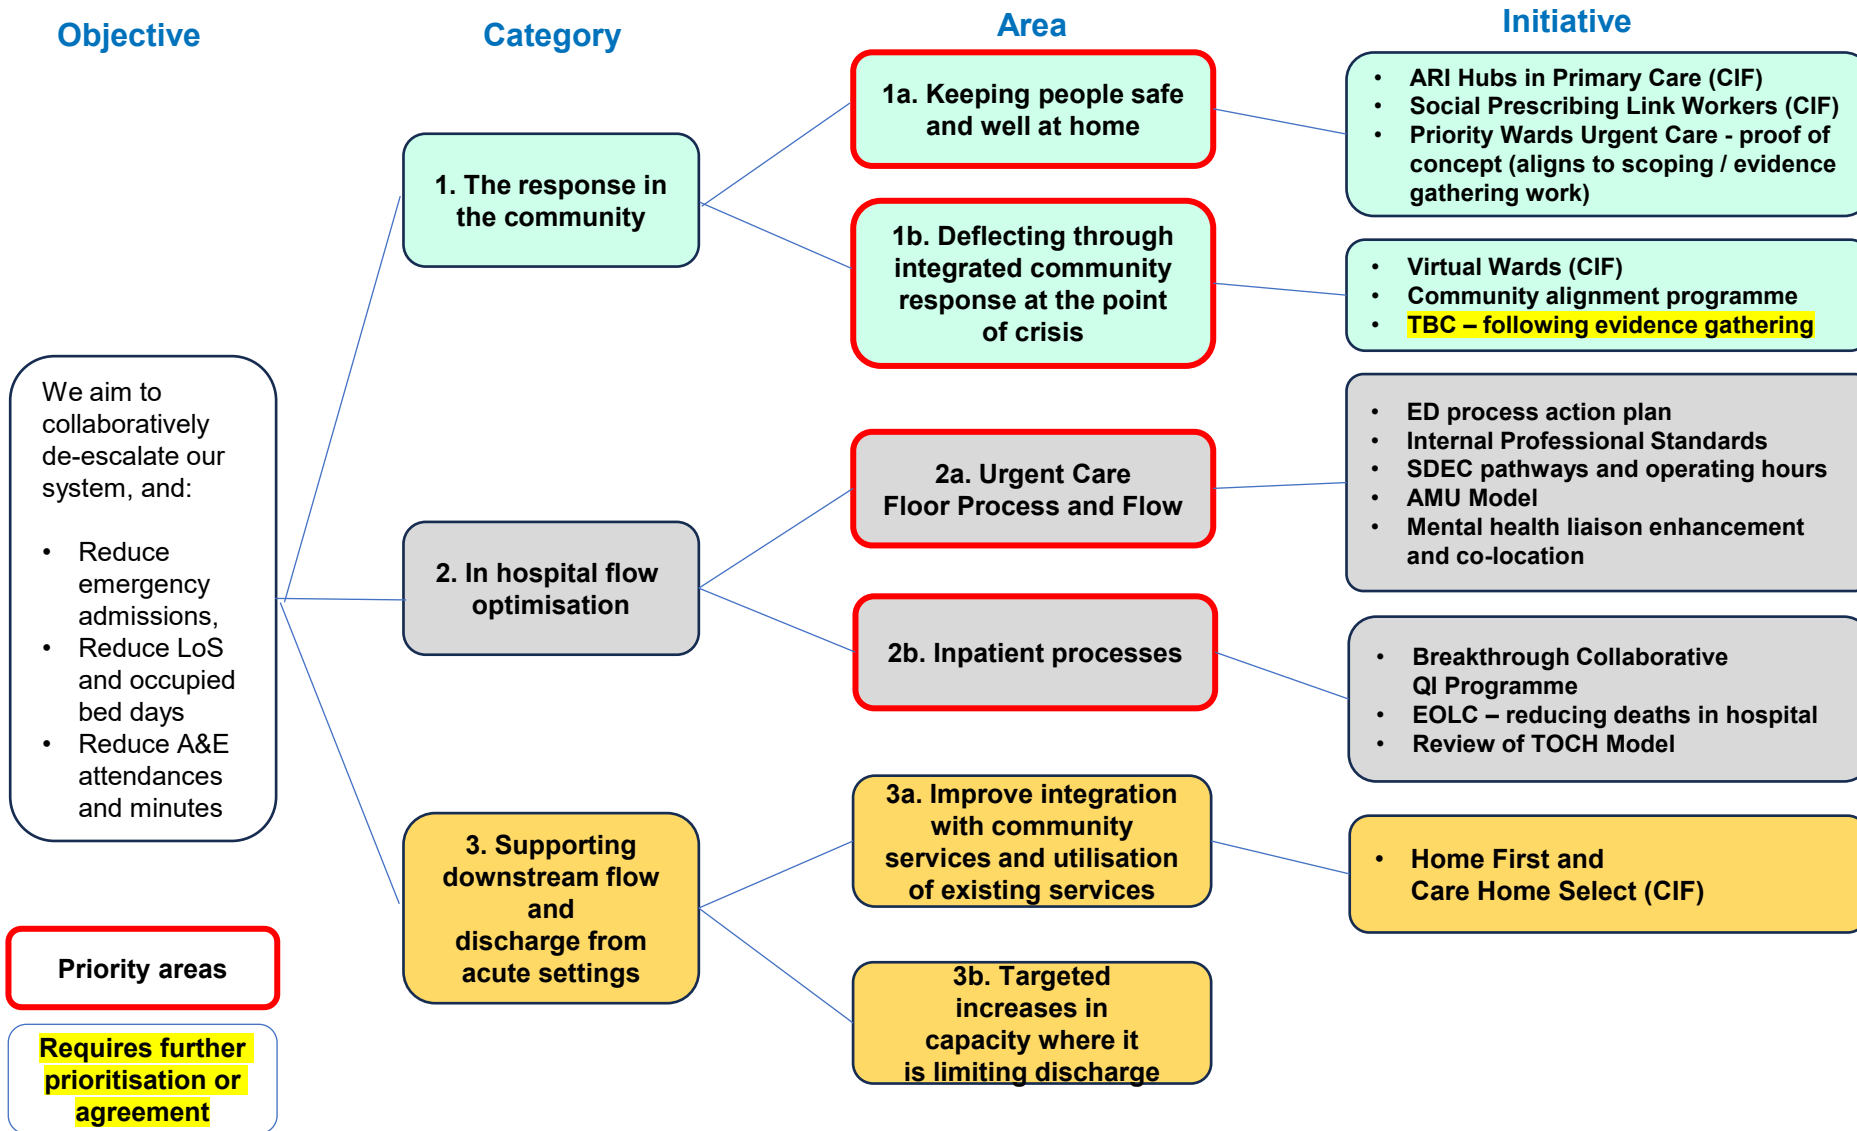 Objective
Category
Area
Initiative
We aim to
collaboratively
de-escalate our
system, and:
• Reduce
emergency
admissions,
• Reduce LoS
and occupied
bed days
• Reduce A&E
attendances
and minutes
Priority areas
Requires further
prioritisation or
agreement
1. The response in
the community
2. In hospital flow
optimisation
3. Supporting
downstream flow
and
discharge from
acute settings
1a. Keeping people safe
and well at home
1b. Deflecting through
integrated community
response at the point
of crisis
2a. Urgent Care
Floor Process and Flow
2b. Inpatient processes
3a. Improve integration
with community
services and utilisation
of existing services
3b. Targeted
increases in
capacity where it
is limiting discharge
• ARI Hubs in Primary Care (CIF)
• Social Prescribing Link Workers (CIF)
• Priority Wards Urgent Care - proof of
concept (aligns to scoping / evidence
gathering work)
• Virtual Wards (CIF)
• Community alignment programme
• TBC – following evidence gathering
• ED process action plan
• Internal Professional Standards
• SDEC pathways and operating hours
• AMU Model
• Mental health liaison enhancement
and co-location
• Breakthrough Collaborative
QI Programme
• EOLC – reducing deaths in hospital
• Review of TOCH Model
• Home First and
Care Home Select (CIF)